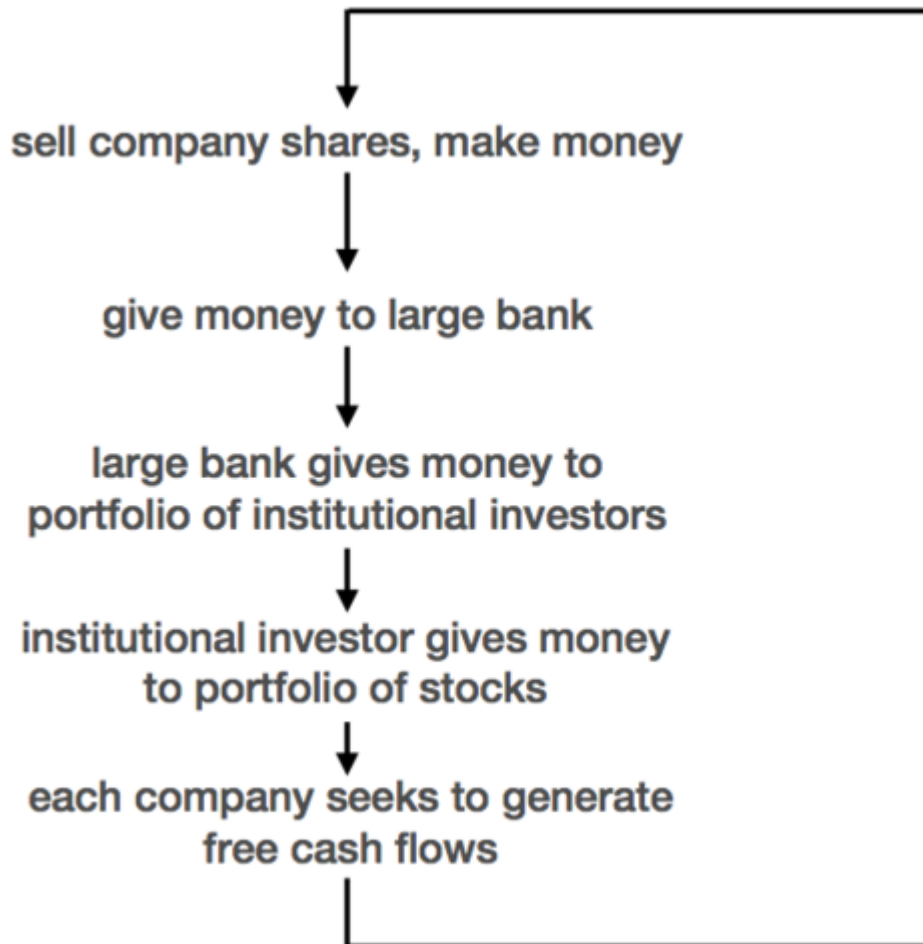 sell company shares, make money
give money to large bank
large bank gives money to
portfolio of institutional investors
institutional investor gives money
to portfolio of stocks
each company seeks to generate
free cash flows